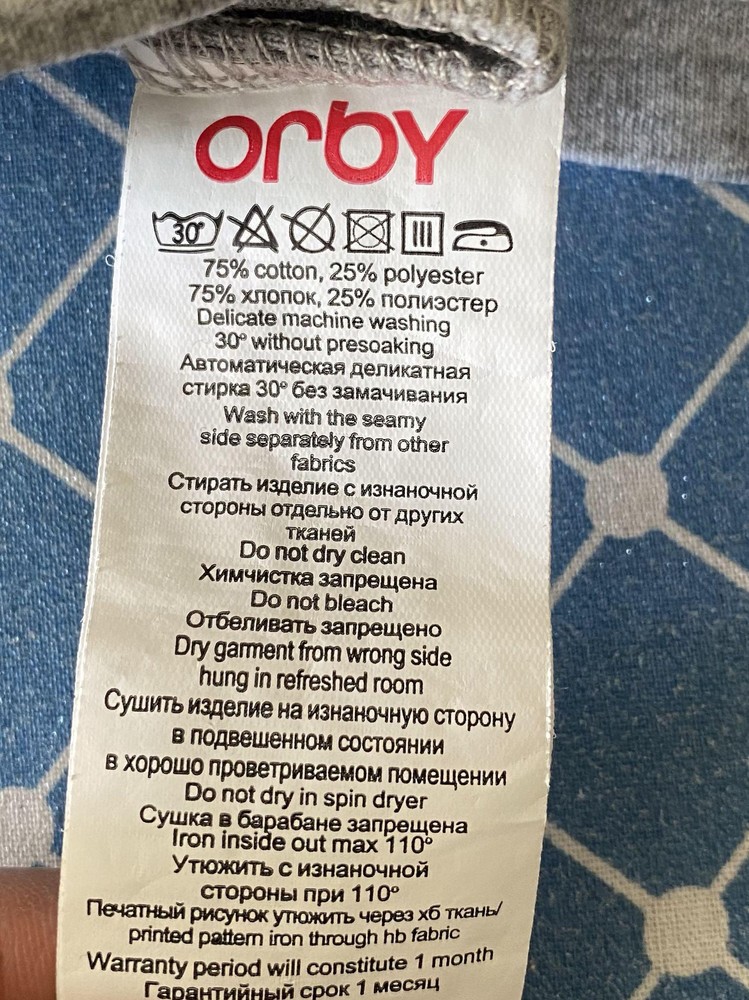 orby
30°
75% cotton, 25% polyester
75% хлопок, 25% полиэстер
Delicate machine washing
30° without presoaking
Автоматическая деликатная
стирка 30° без замачивания
Wash with the seamy
side separately from other
fabrics
Стирать изделие с изнаночной
стороны отдельно от других
тканей
Do not dry clean
Химчистка запрещена
Do not bleach
Отбеливать запрещено
Dry garment from wrong side
hung in refreshed room
Сушить изделие на изнаночную сторону
в подвешенном состоянии
в хорошо проветриваемом помещении
Do not dry in spin dryer
Сушка в барабане запрещена
Iron inside out max 110°
Утюжить с изнаночной
стороны при 110°
Печатный рисунок утюжить через хб ткань/
printed pattern iron through hb fabric
Warranty period will constitute 1 month
Гарантийный срок 1 месяц